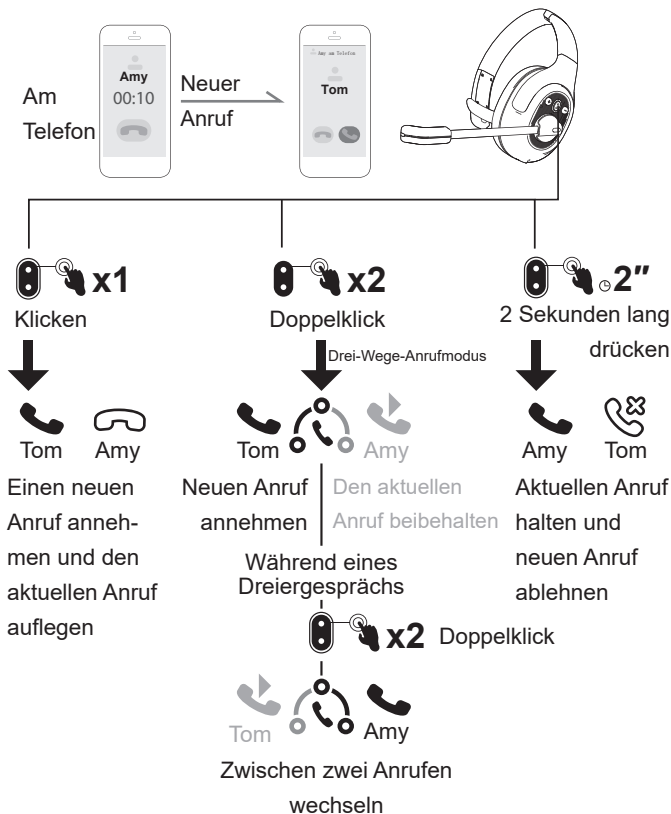 Am
Telefon
Amy
00:10
Neuer
Anruf
Amy am Telefon
Tom
x1
Klicken
x2
Doppelklick
2″
2 Sekunden lang
drücken
Drei-Wege-Anrufmodus
Tom
Amy
Einen neuen
Anruf anneh-
men und den
aktuellen Anruf
auflegen
Tom
Amy
Neuen Anruf
annehmen
Den aktuellen
Anruf beibehalten
Amy
Tom
Aktuellen Anruf
halten und
neuen Anruf
ablehnen
Während eines
Dreiergesprächs
x2 Doppelklick
Tom
Amy
Zwischen zwei Anrufen
wechseln